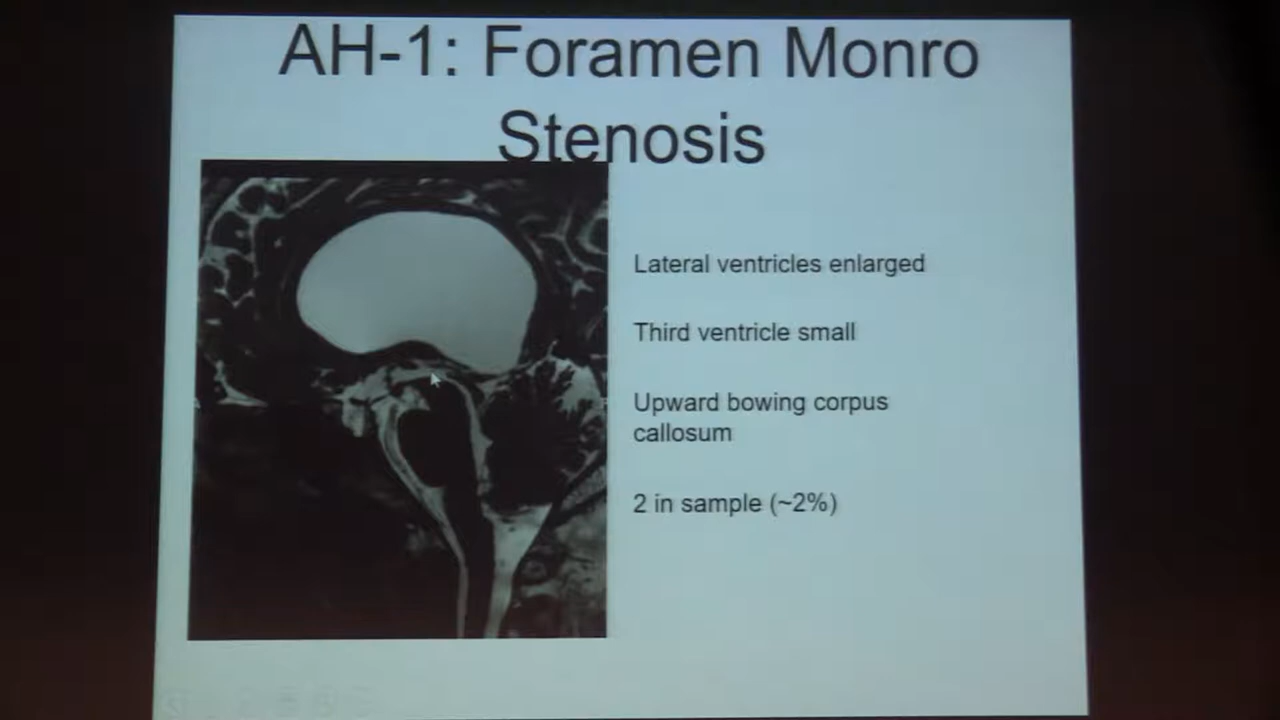 AH-1: Foramen Monro
Stenosis
Lateral ventricles enlarged
Third ventricle small
Upward bowing corpus
callosum
2 in sample (~2%)